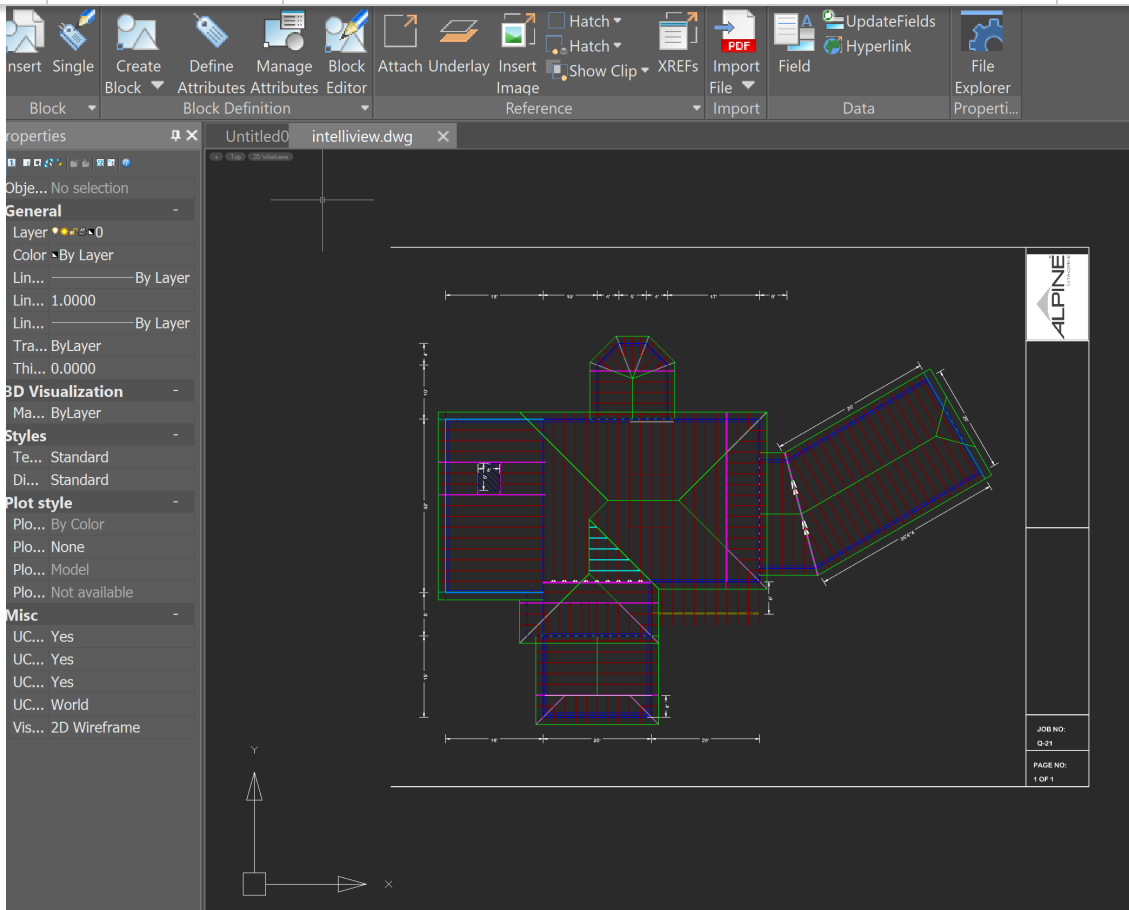 Hatch
UpdateFields
Hatch
Hyperlink
Show Clip
nsert Single Create Define Manage Block Attach Underlay Insert XREFs Import Field File
Block Attributes Attributes Editor Image File Explorer
Block Block Definition Reference Import Data Properti...
roperties Untitled0 intelliview.dwg
Top 2D Wireframe
Obje... No selection
General
Layer 0
Color By Layer
Lin... By Layer
Lin... 1.0000
Lin... By Layer
Tra... ByLayer
Thi... 0.0000
3D Visualization
Ma... ByLayer
Styles
Te... Standard
Di... Standard
Plot style
Plo... By Color
Plo... None
Plo... Model
Plo... Not available
Misc
UC... Yes
UC... Yes
UC... Yes
UC... World
Vis... 2D Wireframe
PDF
A
ALPINE
JOB NO:
Q-21
PAGE NO:
1 OF 1
Y
X